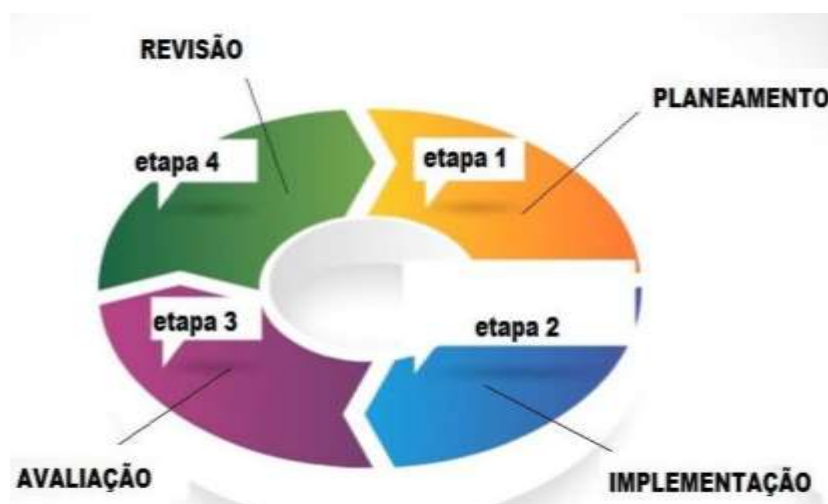 REVISÃO
PLANEAMENTO
etapa 4
etapa 1
etapa 3
etapa 2
AVALIAÇÃO
IMPLEMENTAÇÃO